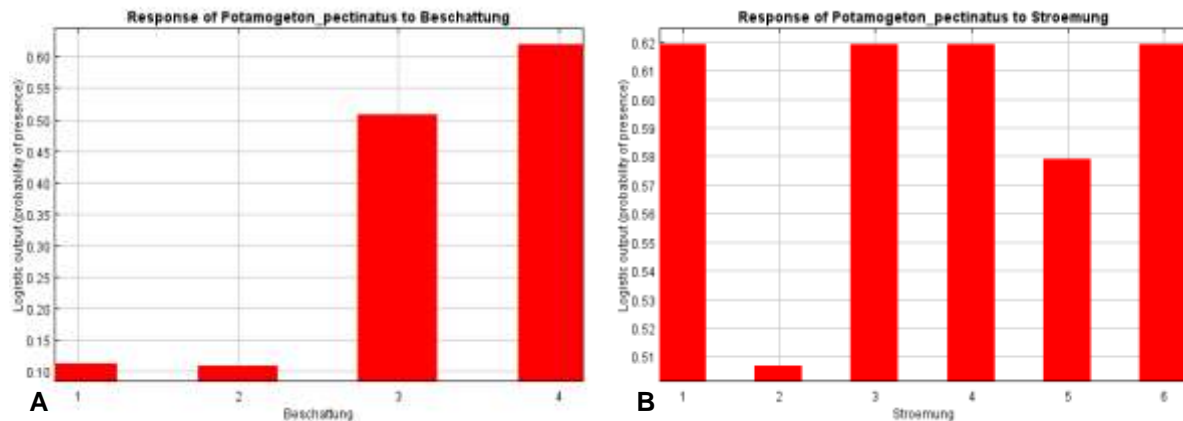 Response of Potamogeton_pectinatus to Beschattung
Logistic output (probability of presence)
0.60
0.55
0.50
0.45
0.40
0.35
0.30
0.25
0.20
0.15
0.10
1 2 3 4
Beschattung
A
Response of Potamogeton_pectinatus to Stroemung
Logistic output (probability of presence)
0.62
0.61
0.60
0.59
0.58
0.57
0.56
0.55
0.54
0.53
0.52
0.51
1 2 3 4 5 6
Stroemung
B